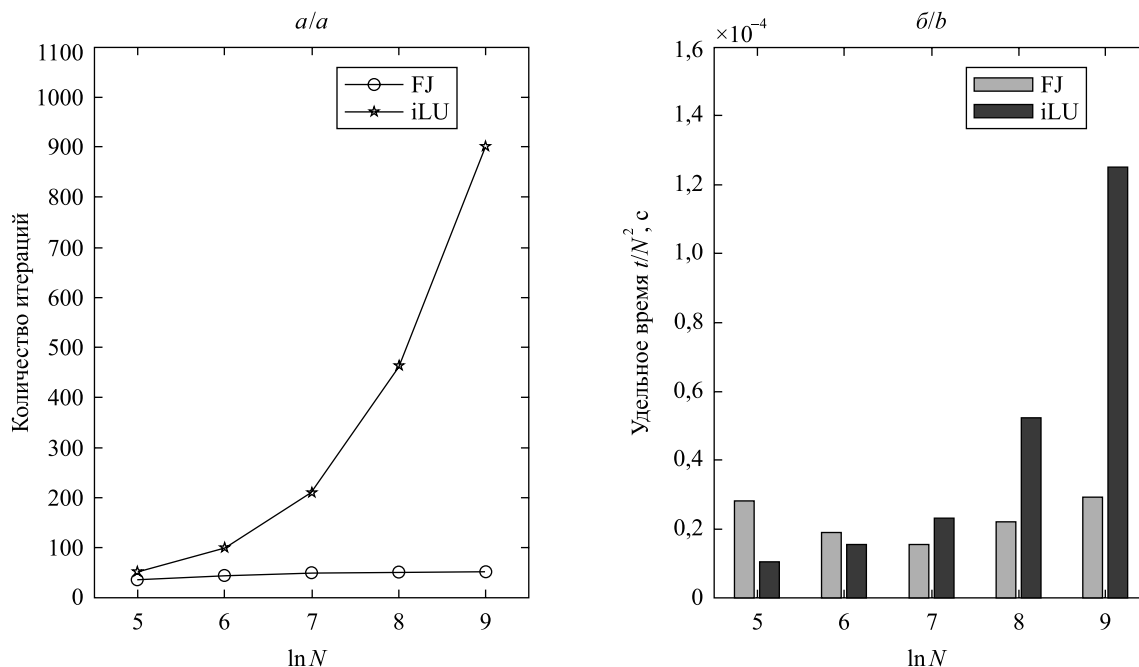 а/a
1100
1000
900
800
700
600
500
400
300
200
100
0
Количество итераций
FJ
iLU
5 6 7 8 9
ln N
б/b
×10⁻⁴
1,6
1,4
1,2
1,0
0,8
0,6
0,4
0,2
0
Удельное время t/N², с
FJ
iLU
5 6 7 8 9
ln N